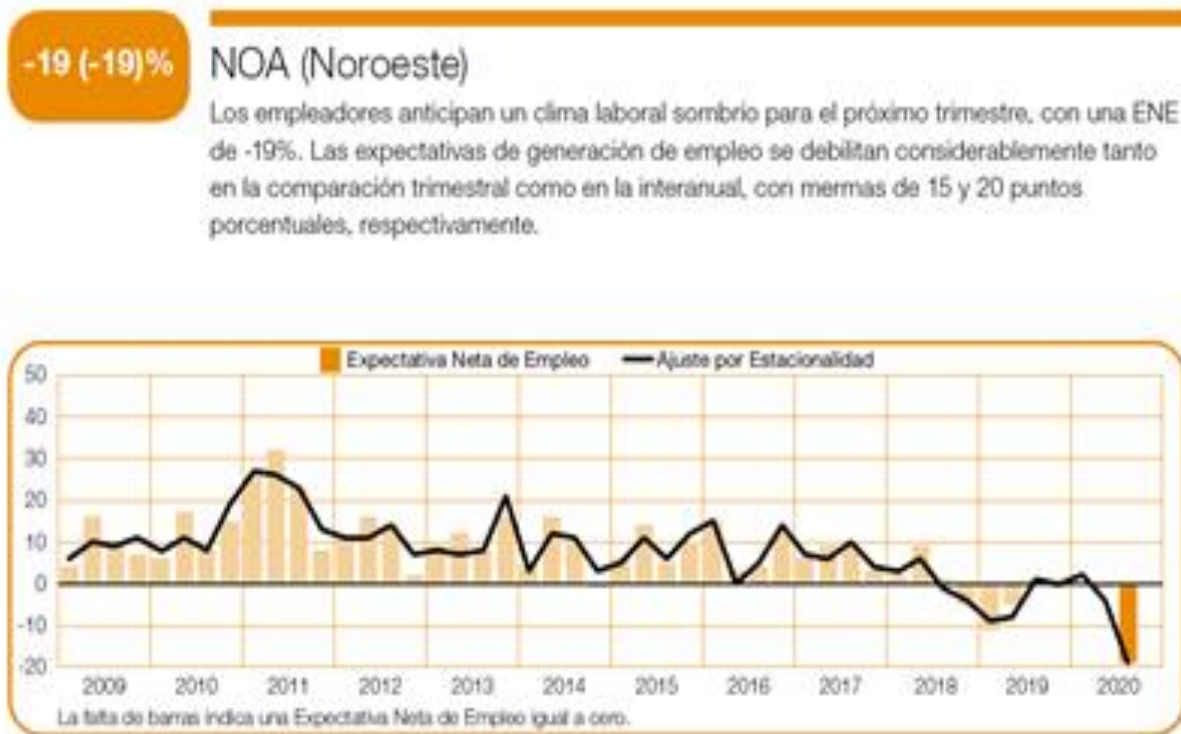 -19 (-19)%
NOA (Noroeste)
Los empleadores anticipan un clima laboral sombrío para el próximo trimestre, con una ENE
de -19%. Las expectativas de generación de empleo se debilitan considerablemente tanto
en la comparación trimestral como en la interanual, con mermas de 15 y 20 puntos
porcentuales, respectivamente.
Expectativa Neta de Empleo Ajuste por Estacionalidad
50
40
30
20
10
0
-10
-20
2009 2010 2011 2012 2013 2014 2015 2016 2017 2018 2019 2020
La falta de barras indica una Expectativa Neta de Empleo igual a cero.